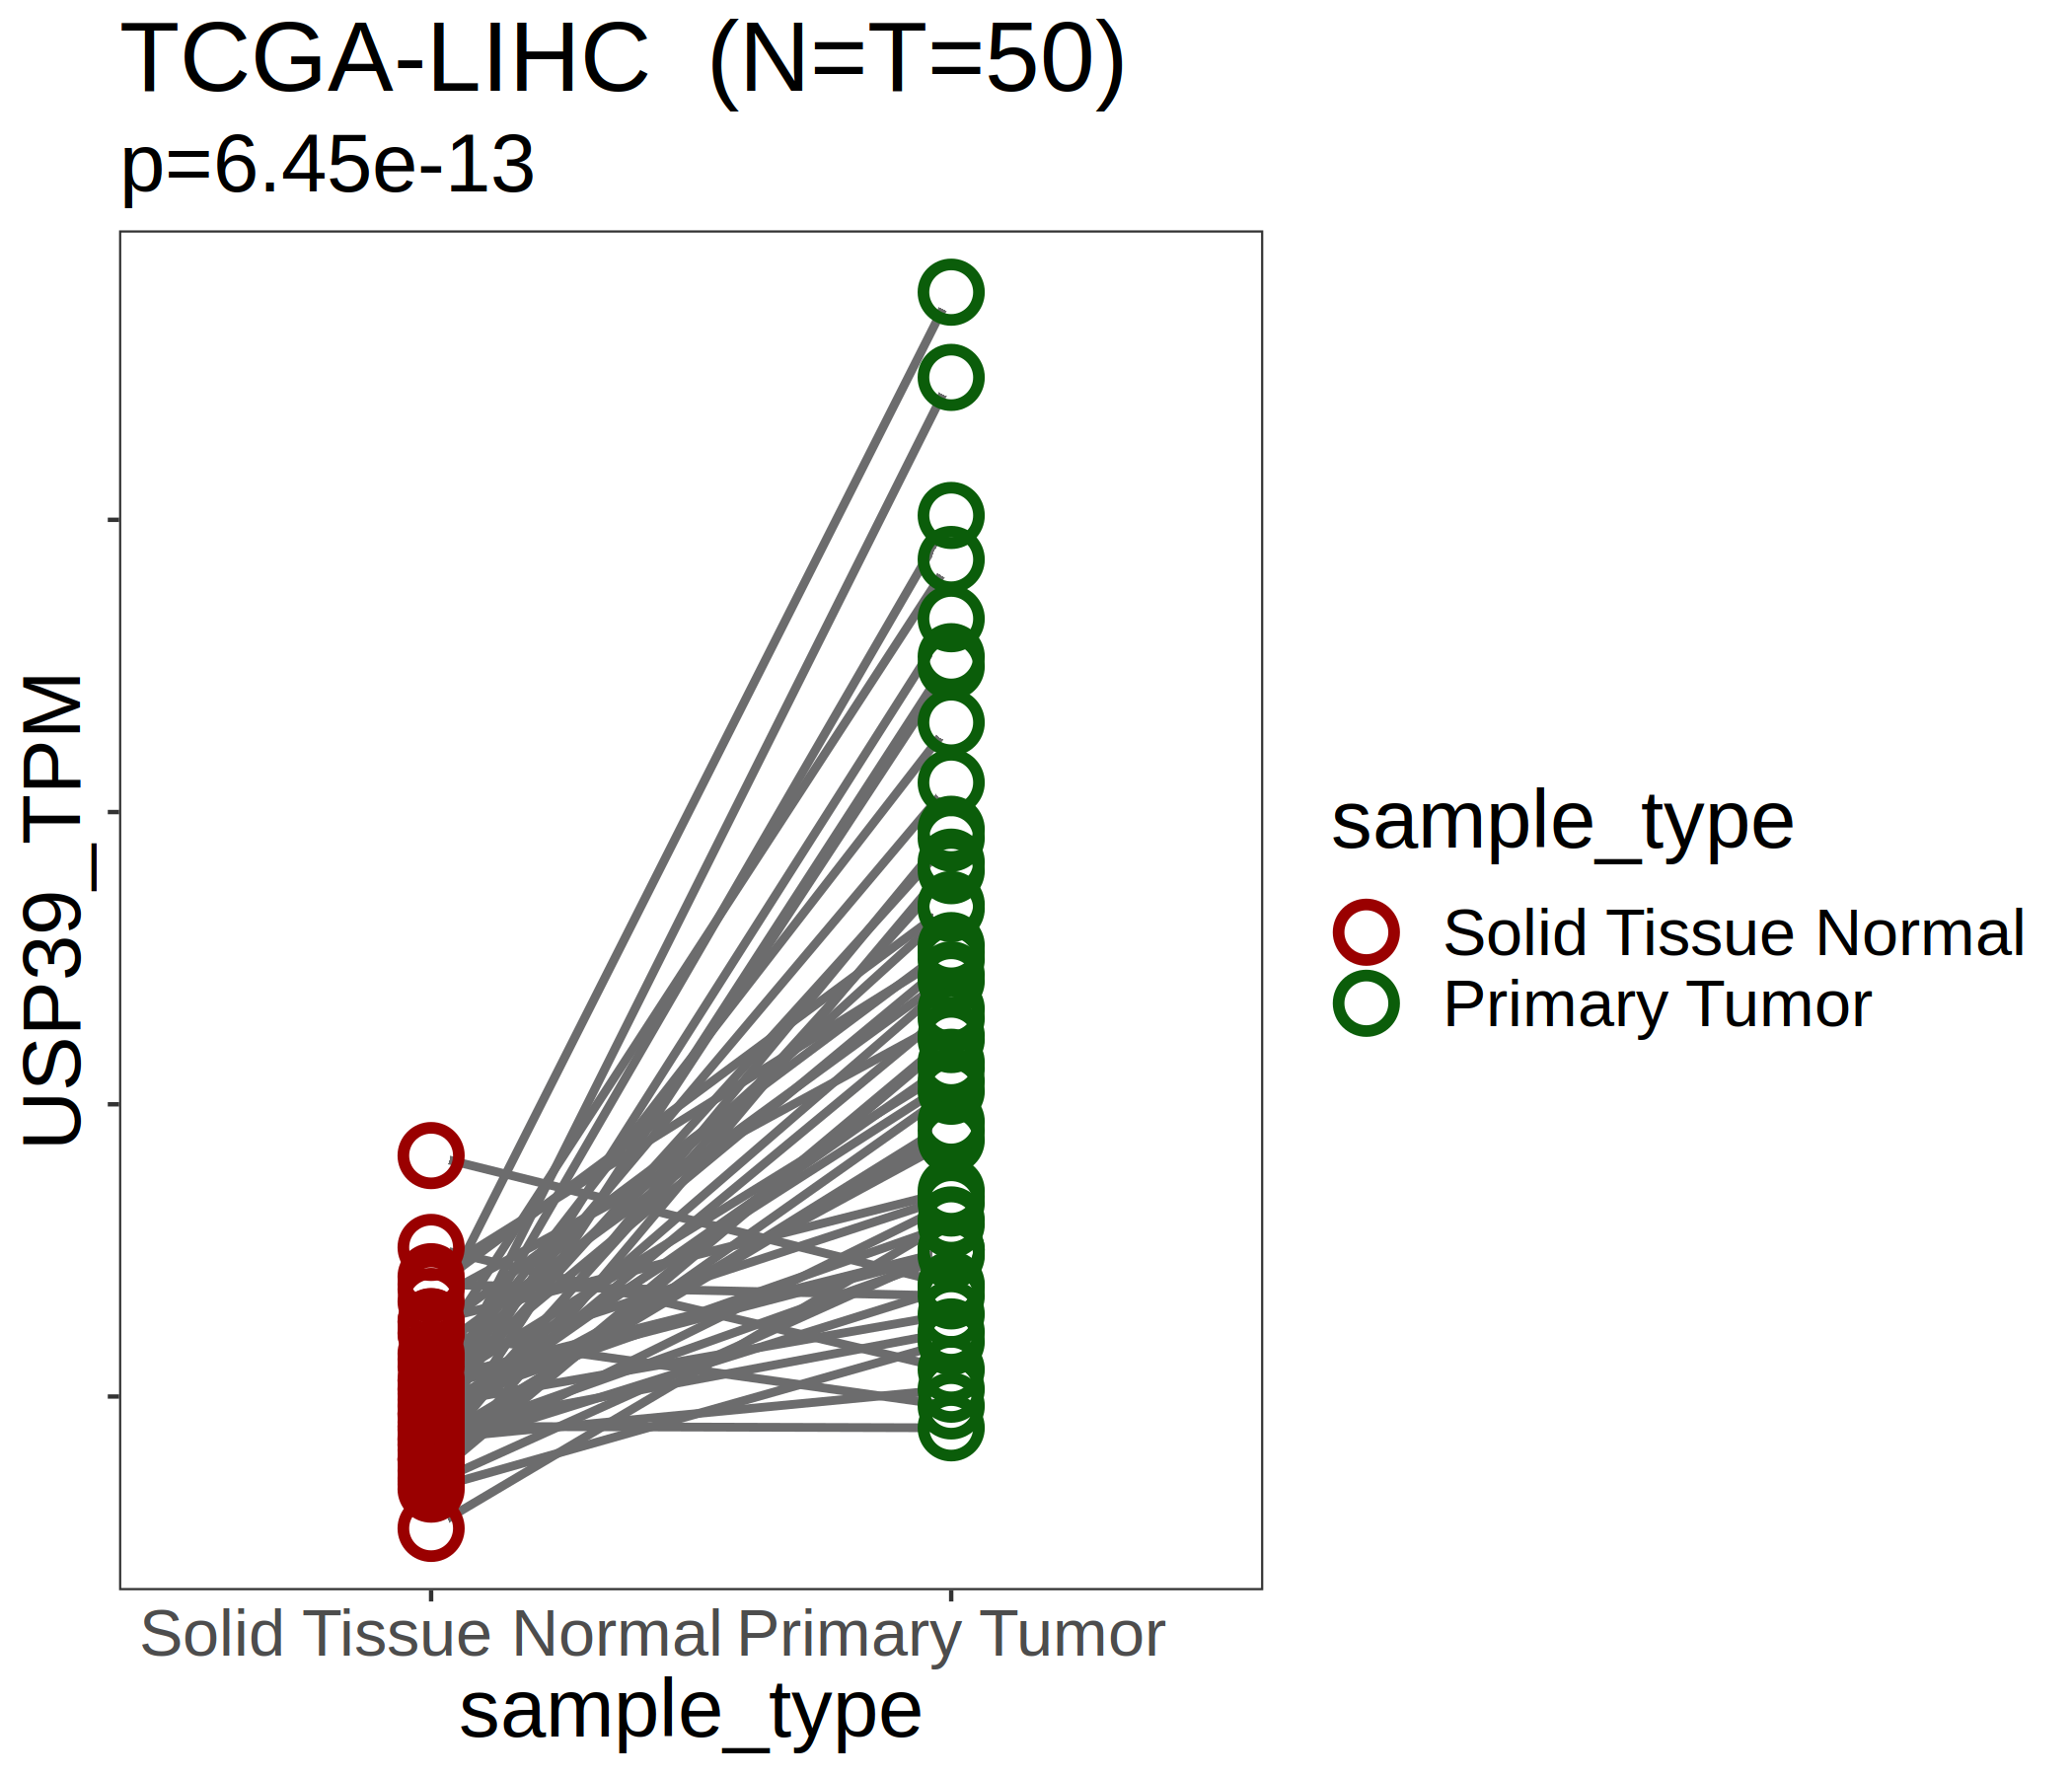 TCGA-LIHC  (N=T=50)
p=6.45e-13
USP39_TPM
sample_type
Solid Tissue Normal
Primary Tumor
Solid Tissue Normal Primary Tumor
sample_type